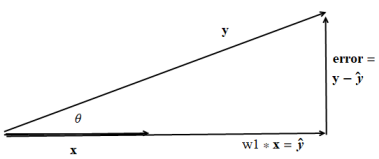 y
error =
y − ŷ
θ
w1 ∗ x = ŷ
x